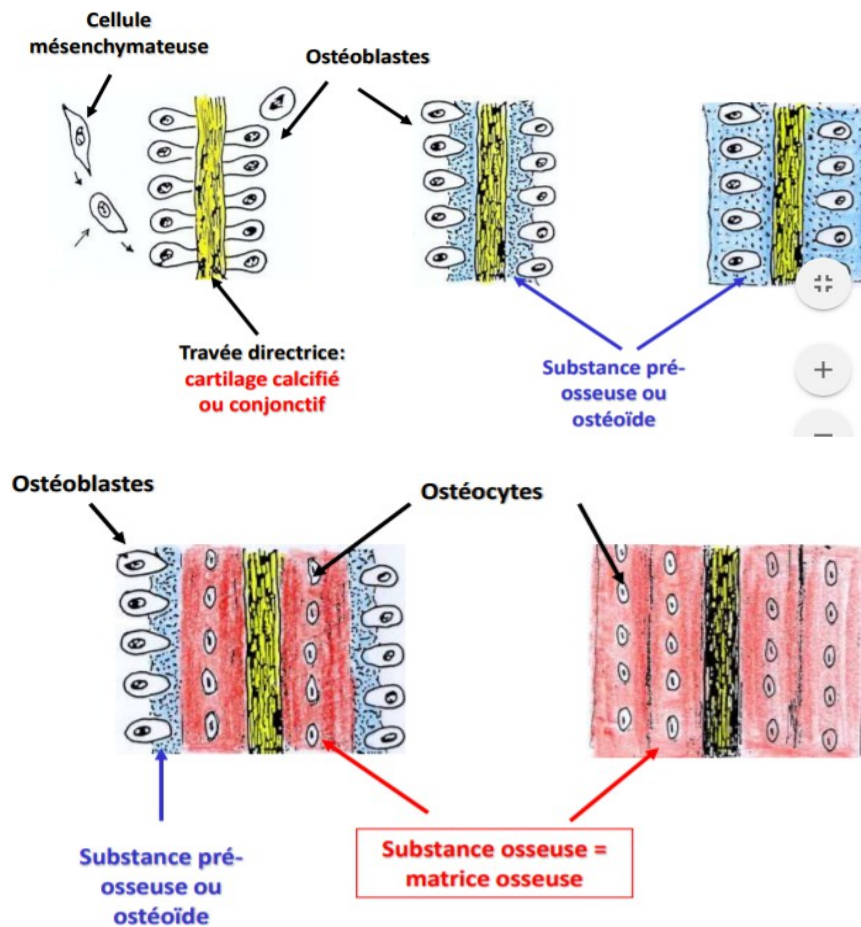 Cellule
mésenchymateuse
Ostéoblastes
Travée directrice:
cartilage calcifié
ou conjonctif
Substance pré-
osseuse ou
ostéoïde
Ostéoblastes
Ostéocytes
Substance pré-
osseuse ou
ostéoïde
Substance osseuse =
matrice osseuse